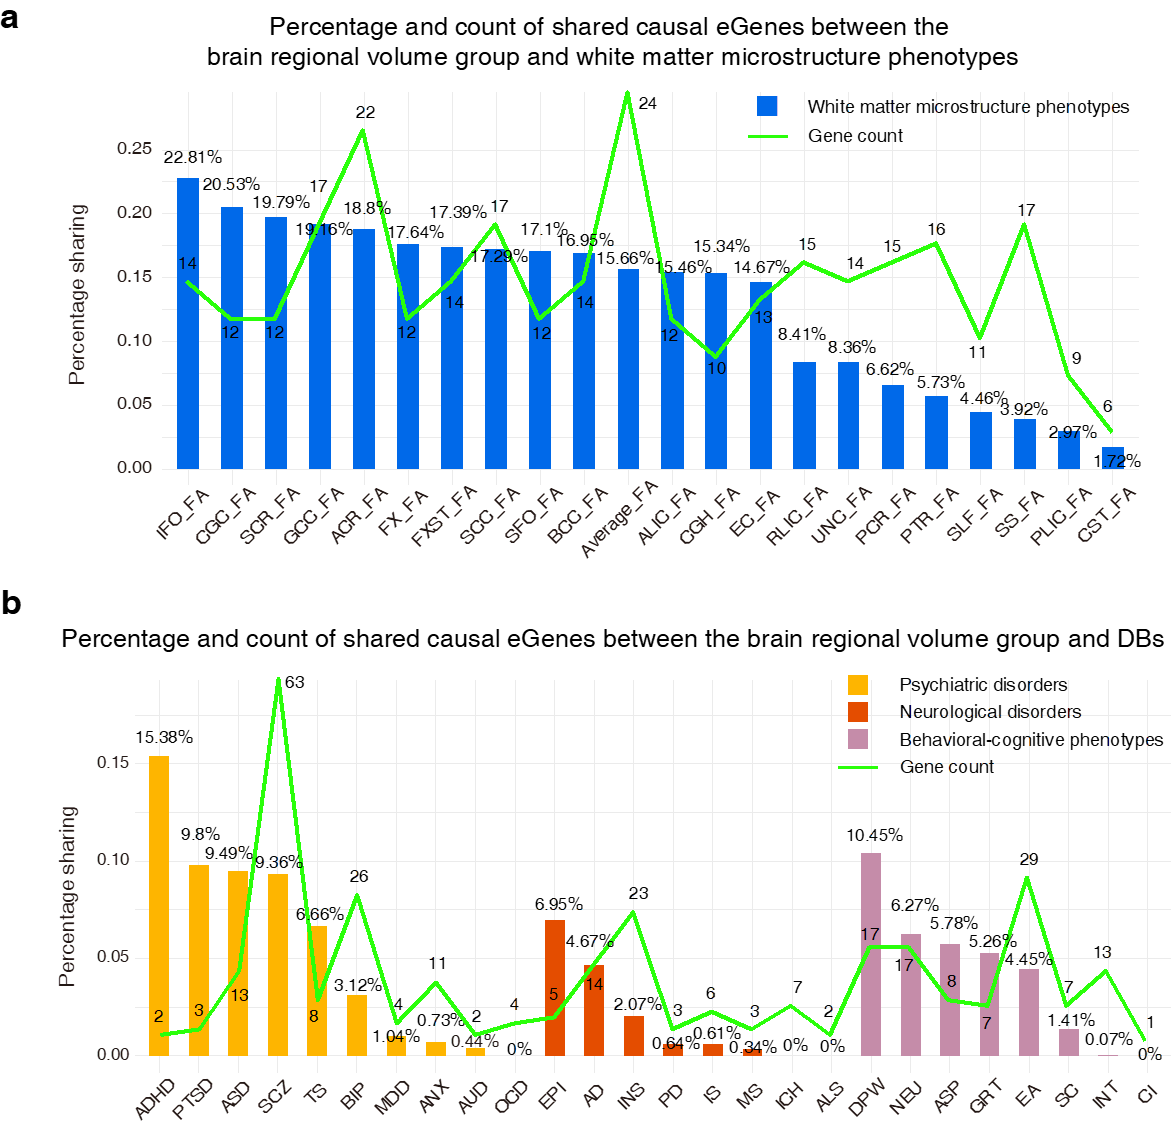 a
Percentage and count of shared causal eGenes between the
brain regional volume group and white matter microstructure phenotypes
White matter microstructure phenotypes
Gene count
Percentage sharing
0.25
0.20
0.15
0.10
0.05
0.00
22.81%
20.53%
19.79%
19.16%
18.8%
17.64%
17.39%
17.29%
17.1%
16.95%
15.66%
15.46%
15.34%
14.67%
8.41%
8.36%
6.62%
5.73%
4.46%
3.92%
2.97%
1.72%
14
12
12
17
22
12
14
17
12
14
24
12
10
13
15
14
15
16
11
17
9
6
IFO_FA
CGC_FA
SCR_FA
GCC_FA
ACR_FA
FX_FA
FXST_FA
SCC_FA
SFO_FA
BCC_FA
Average_FA
ALIC_FA
CGH_FA
EC_FA
RLIC_FA
UNC_FA
PCR_FA
PTR_FA
SLF_FA
SS_FA
PLIC_FA
CST_FA
b
Percentage and count of shared causal eGenes between the brain regional volume group and DBs
Psychiatric disorders
Neurological disorders
Behavioral-cognitive phenotypes
Gene count
Percentage sharing
0.15
0.10
0.05
0.00
15.38%
9.8%
9.49%
9.36%
6.66%
3.12%
1.04%
0.73%
0.44%
0%
6.95%
4.67%
2.07%
0.64%
0.61%
0.34%
0%
0%
10.45%
6.27%
5.78%
5.26%
4.45%
1.41%
0.07%
0%
2
3
13
63
8
26
4
11
2
4
5
14
23
3
6
3
7
2
17
17
8
7
29
7
13
1
ADHD
PTSD
ASD
SCZ
TS
BIP
MDD
ANX
AUD
OCD
EPI
AD
INS
PD
IS
MS
ICH
ALS
DPW
NEU
ASP
GRT
EA
SC
INT
CI